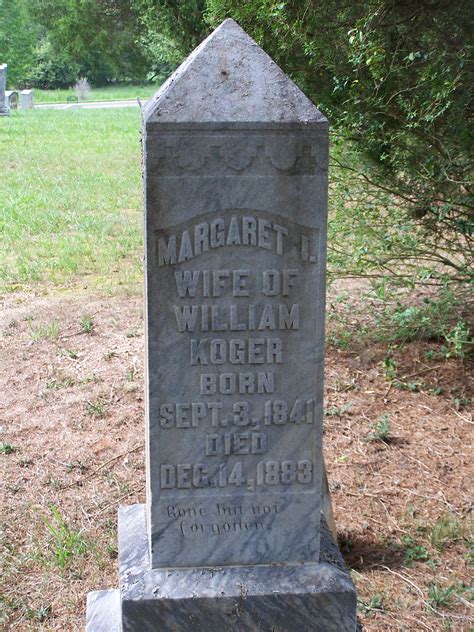 MARGARET I.
WIFE OF
WILLIAM
KOGER
BORN
SEPT. 3, 1841
DIED
DEC. 14, 1883
Gone but not
forgotten.